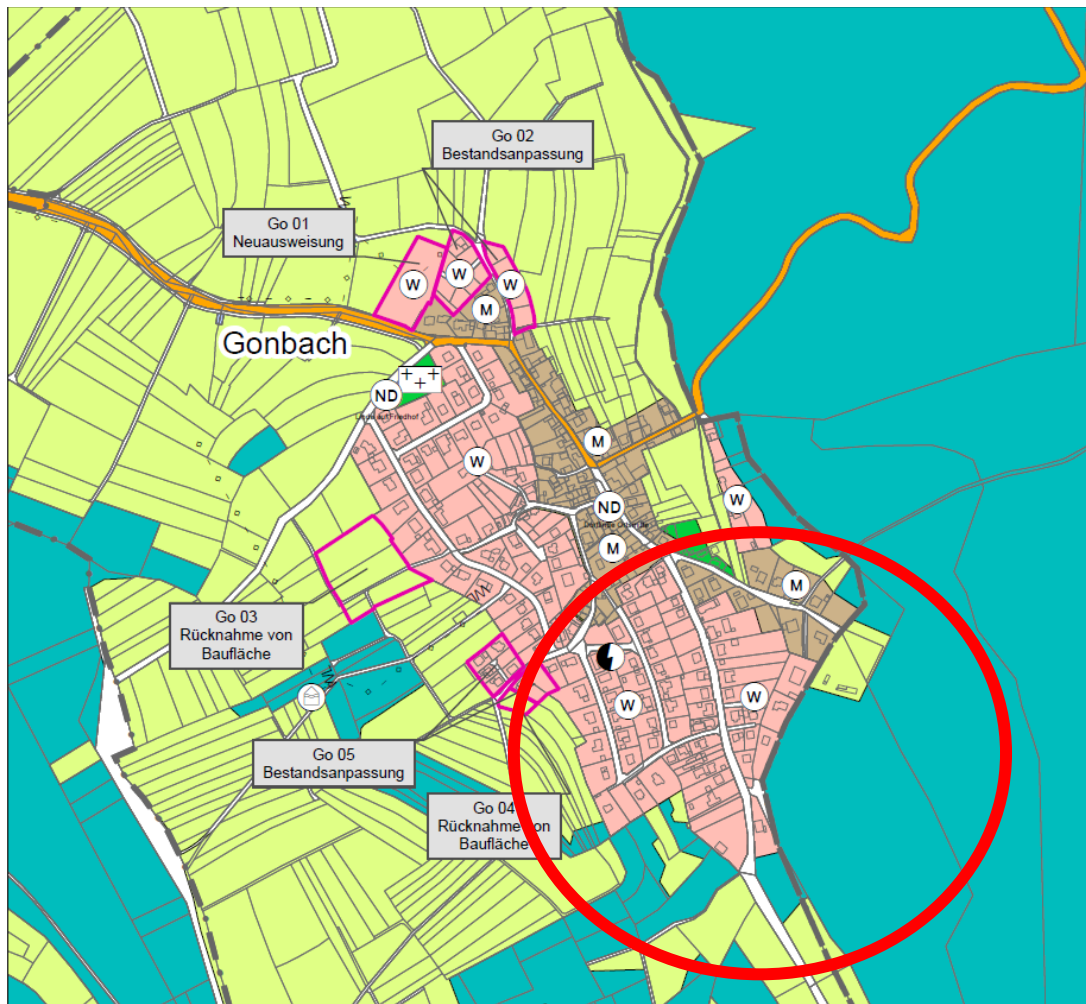 Go 02
Bestandsanpassung
Go 01
Neuausweisung
W
W
W
M
Gonbach
ND
M
W
W
ND
M
M
Go 03
Rücknahme von
Baufläche
W
W
Go 05
Bestandsanpassung
Go 04
Rücknahme von
Baufläche